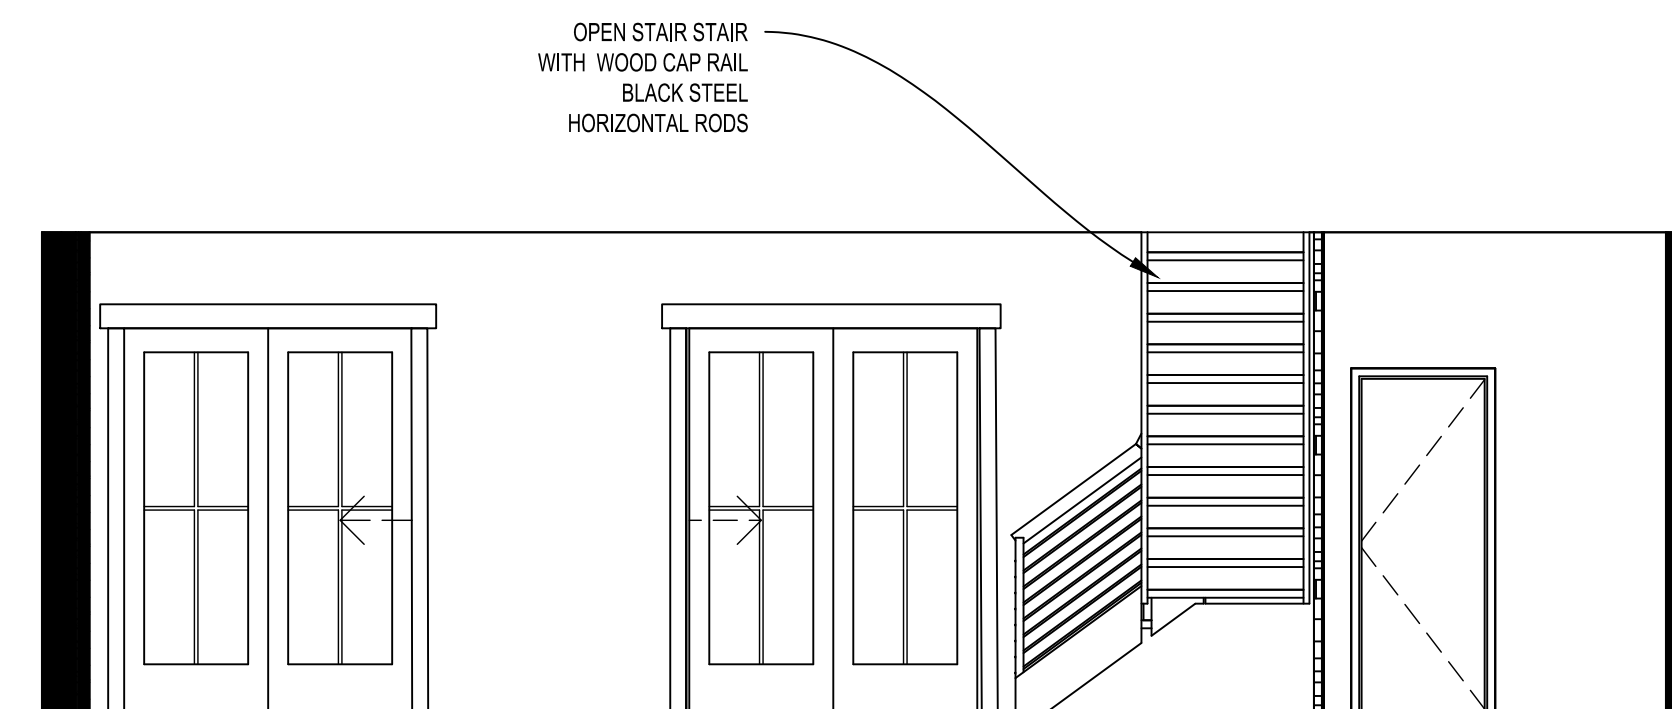 OPEN STAIR STAIR
WITH WOOD CAP RAIL
BLACK STEEL
HORIZONTAL RODS